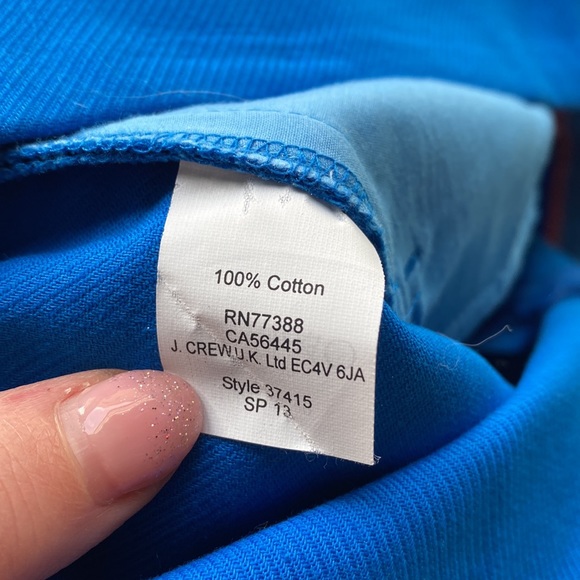 100% Cotton
RN77388
CA56445
J. CREW U.K. Ltd EC4V 6JA
Style 37415
SP 13